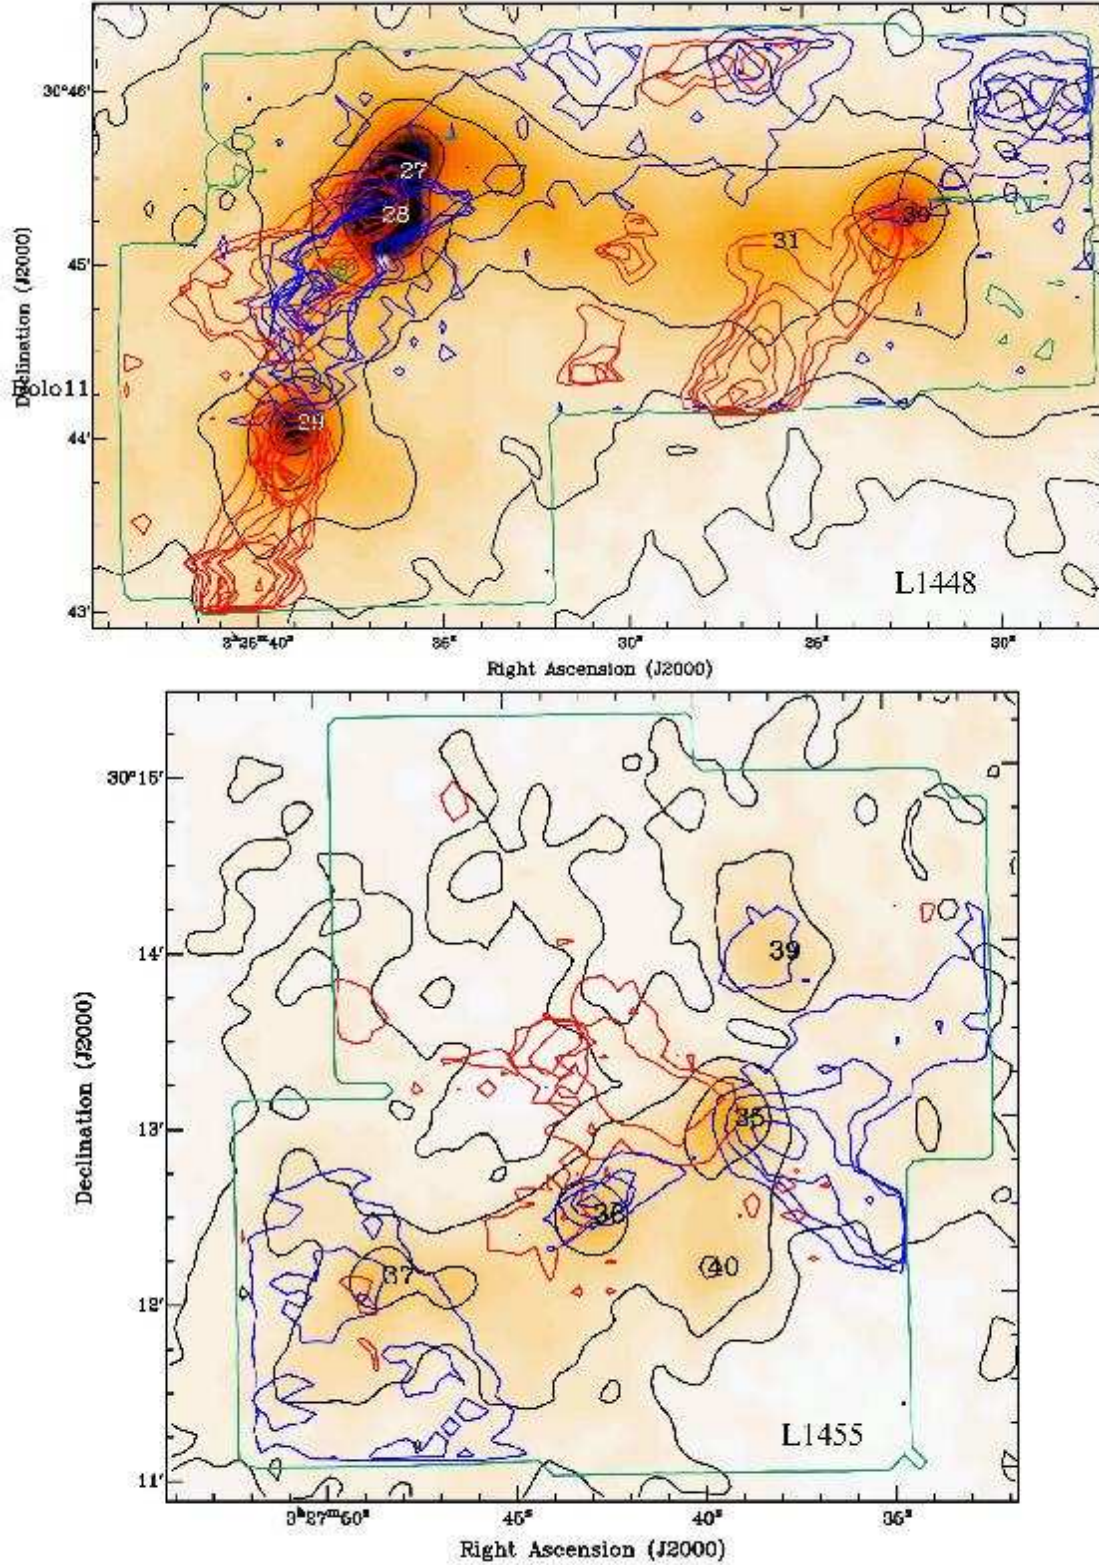 30°46'
27
28
30
31
45'
Declination (J2000)
Bolo11
44'
29
43'
L1448
3ʰ26ᵐ40ˢ
35ˢ
30ˢ
25ˢ
Right Ascension (J2000)
30°15'
39
14'
Declination (J2000)
13'
35
36
37
40
12'
L1455
11'
3ʰ27ᵐ50ˢ
45ˢ
40ˢ
35ˢ
Right Ascension (J2000)